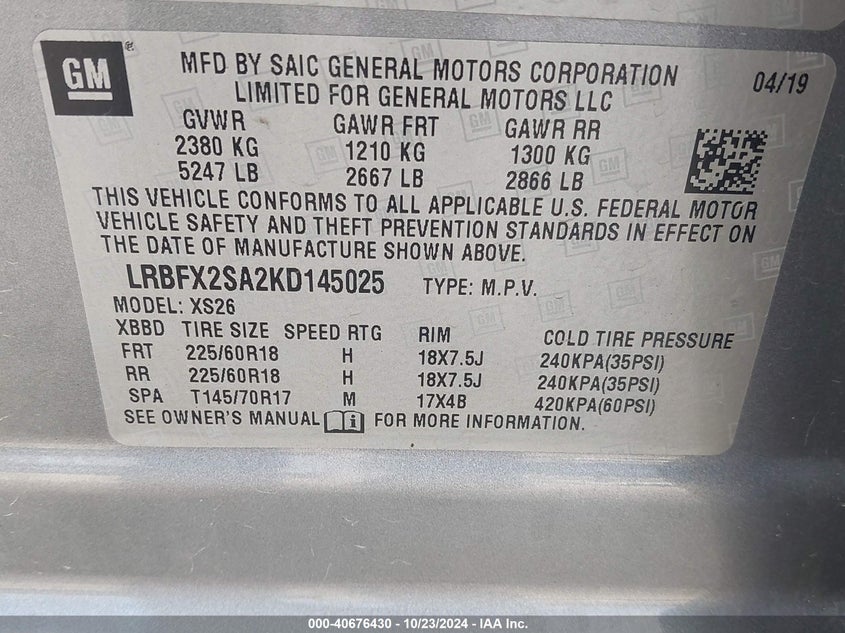 GM ®
MFD BY SAIC GENERAL MOTORS CORPORATION
LIMITED FOR GENERAL MOTORS LLC
04/19
GVWR GAWR FRT GAWR RR
2380 KG 1210 KG 1300 KG
5247 LB 2667 LB 2866 LB
THIS VEHICLE CONFORMS TO ALL APPLICABLE U.S. FEDERAL MOTOR
VEHICLE SAFETY AND THEFT PREVENTION STANDARDS IN EFFECT ON
THE DATE OF MANUFACTURE SHOWN ABOVE.
LRBFX2SA2KD145025 TYPE: M.P.V.
MODEL: XS26
XBBD TIRE SIZE SPEED RTG RIM COLD TIRE PRESSURE
FRT 225/60R18 H 18X7.5J 240KPA(35PSI)
RR 225/60R18 H 18X7.5J 240KPA(35PSI)
SPA T145/70R17 M 17X4B 420KPA(60PSI)
SEE OWNER'S MANUAL i FOR MORE INFORMATION.
000-40676430 - 10/23/2024 - IAA Inc.